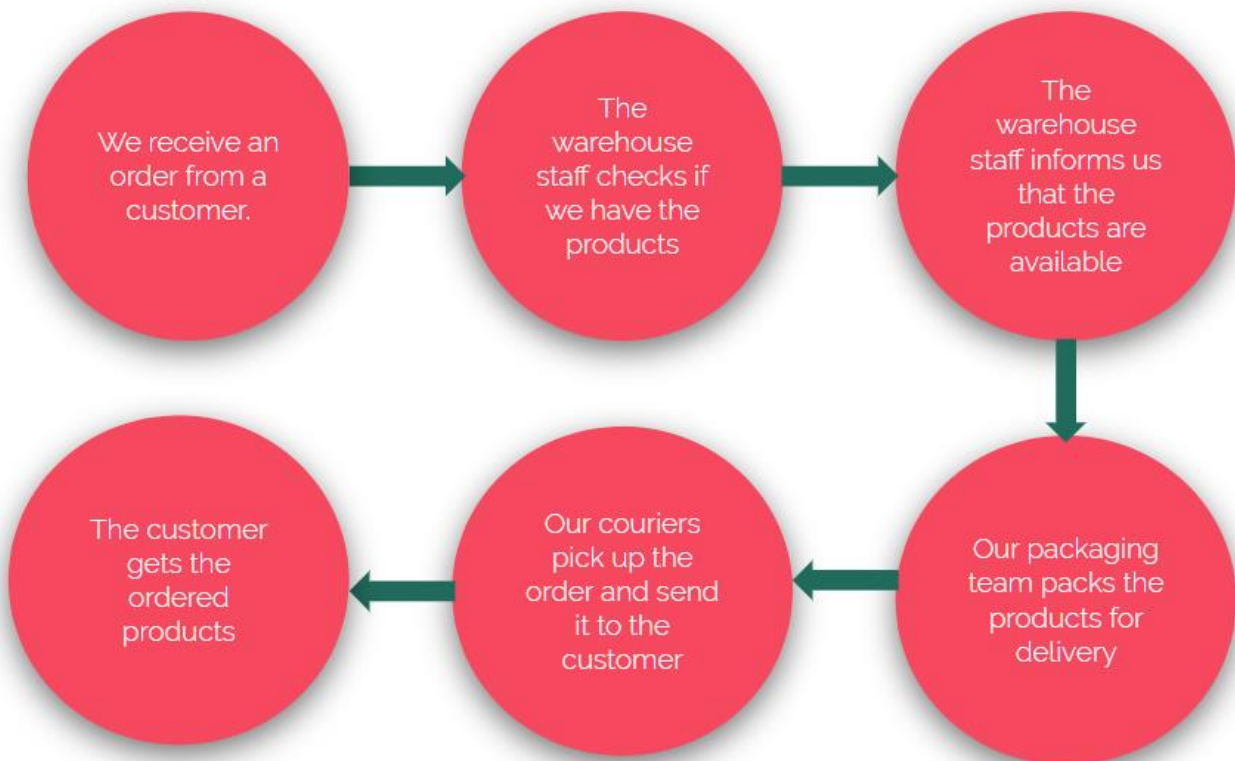 We receive an
order from a
customer.
The
warehouse
staff checks if
we have the
products
The
warehouse
staff informs us
that the
products are
available
Our packaging
team packs the
products for
delivery
Our couriers
pick up the
order and send
it to the
customer
The customer
gets the
ordered
products